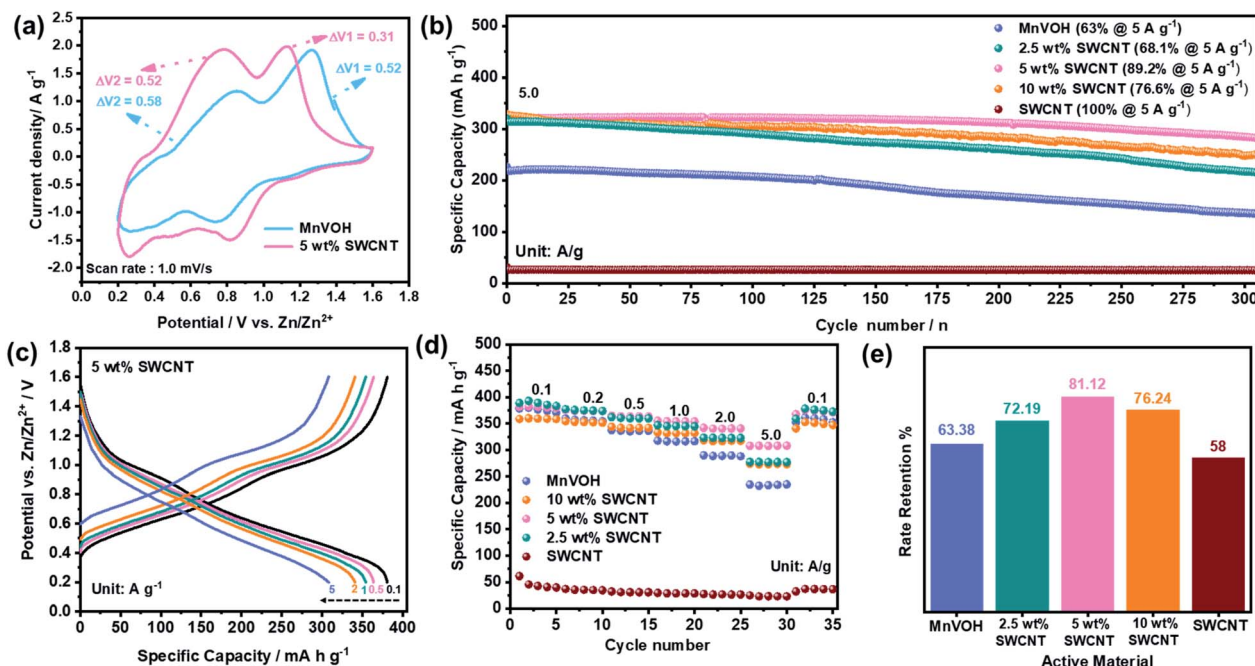 (a)
2.5
2.0
1.5
1.0
0.5
0.0
-0.5
-1.0
-1.5
-2.0
Current density/ A g⁻¹
ΔV1 = 0.31
ΔV2 = 0.52
ΔV1 = 0.52
ΔV2 = 0.58
MnVOH
5 wt% SWCNT
Scan rate : 1.0 mV/s
0.0 0.2 0.4 0.6 0.8 1.0 1.2 1.4 1.6 1.8
Potential / V vs. Zn/Zn²⁺
(b)
500
400
300
200
100
0
Specific Capacity (mA h g⁻¹)
MnVOH (63% @ 5 A g⁻¹)
2.5 wt% SWCNT (68.1% @ 5 A g⁻¹)
5 wt% SWCNT (89.2% @ 5 A g⁻¹)
10 wt% SWCNT (76.6% @ 5 A g⁻¹)
SWCNT (100% @ 5 A g⁻¹)
5.0
Unit: A/g
0 25 50 75 100 125 150 175 200 225 250 275 300
Cycle number / n
(c)
1.8
1.6
1.4
1.2
1.0
0.8
0.6
0.4
0.2
0.0
Potential vs. Zn/Zn²⁺ / V
5 wt% SWCNT
Unit: A g⁻¹
5 2 1 0.5 0.1
0 50 100 150 200 250 300 350 400
Specific Capacity / mA h g⁻¹
(d)
500
450
400
350
300
250
200
150
100
50
0
Specific Capacity / mA h g⁻¹
0.1 0.2 0.5 1.0 2.0 5.0 0.1
MnVOH
10 wt% SWCNT
5 wt% SWCNT
2.5 wt% SWCNT
SWCNT
Unit: A/g
0 5 10 15 20 25 30 35
Cycle number
(e)
Rate Retention %
63.38
72.19
81.12
76.24
58
MnVOH
2.5 wt%
SWCNT
5 wt%
SWCNT
10 wt%
SWCNT
SWCNT
Active Material